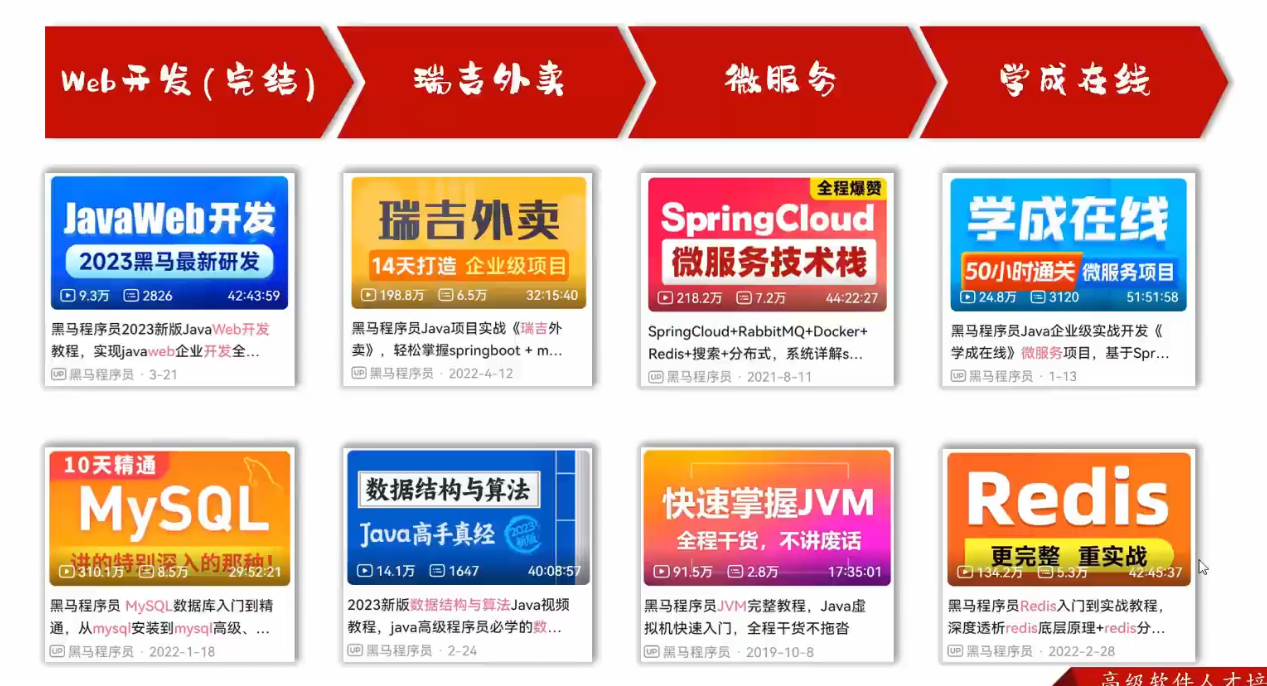 Web开发(完结)
瑞吉外卖
微服务
学成在线
JavaWeb开发
2023黑马最新研发
9.3万 2826 42:43:59
黑马程序员2023新版JavaWeb开发
教程，实现javaweb企业开发全...
UP 黑马程序员 · 3-21
瑞吉外卖
14天打造 企业级项目
198.8万 6.5万 32:15:40
黑马程序员Java项目实战《瑞吉外
卖》，轻松掌握springboot + m...
UP 黑马程序员 · 2022-4-12
全程爆赞
SpringCloud
微服务技术栈
218.2万 7.2万 44:22:27
SpringCloud+RabbitMQ+Docker+
Redis+搜索+分布式，系统详解s...
UP 黑马程序员 · 2021-8-11
学成在线
50小时通关 微服务项目
24.8万 3120 51:51:58
黑马程序员Java企业级实战开发《
学成在线》微服务项目，基于Spr...
UP 黑马程序员 · 1-13
10天精通
MySQL
讲的特别深入的那种!
310.1万 8.5万 29:52:21
黑马程序员 MySQL数据库入门到精
通，从mysql安装到mysql高级、...
UP 黑马程序员 · 2022-1-18
数据结构与算法
Java高手真经
2023
新版
14.1万 1647 40:08:57
2023新版数据结构与算法Java视频
教程，java高级程序员必学的数...
UP 黑马程序员 · 2-24
快速掌握JVM
全程干货，不讲废话
91.5万 2.8万 17:35:01
黑马程序员JVM完整教程，Java虚
拟机快速入门，全程干货不拖沓
UP 黑马程序员 · 2019-10-8
Redis
更完整 重实战
134.2万 5.3万 42:45:37
黑马程序员Redis入门到实战教程，
深度透析redis底层原理+redis分...
UP 黑马程序员 · 2022-2-28
高级软件人才培